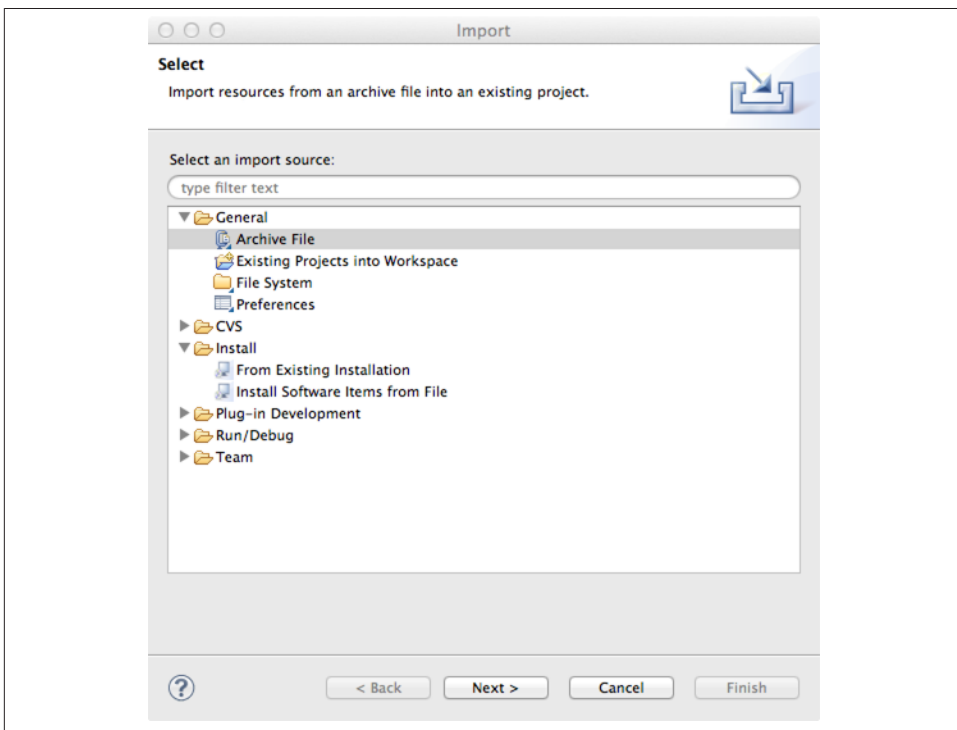 Import
Select
Import resources from an archive file into an existing project.
Select an import source:
type filter text
General
Archive File
Existing Projects into Workspace
File System
Preferences
CVS
Install
From Existing Installation
Install Software Items from File
Plug-in Development
Run/Debug
Team
?
< Back Next > Cancel Finish